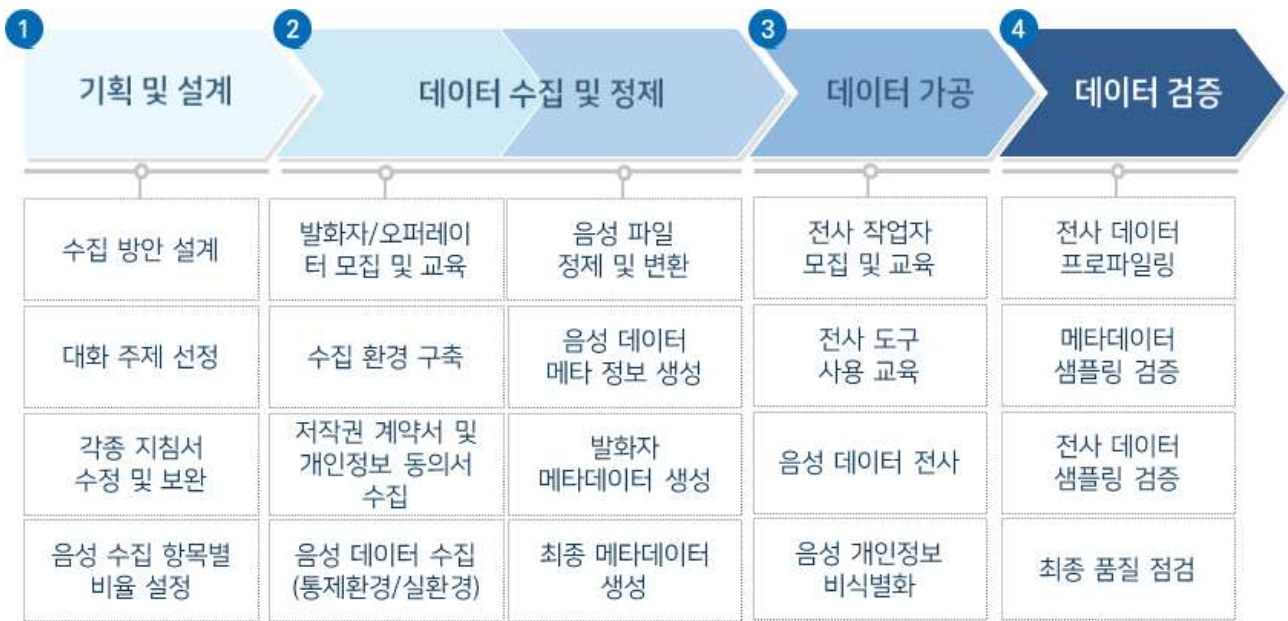 1
기획 및 설계
2
데이터 수집 및 정제
3
데이터 가공
4
데이터 검증
수집 방안 설계
발화자/오퍼레이
터 모집 및 교육
음성 파일
정제 및 변환
전사 작업자
모집 및 교육
전사 데이터
프로파일링
대화 주제 선정
수집 환경 구축
음성 데이터
메타 정보 생성
전사 도구
사용 교육
메타데이터
샘플링 검증
각종 지침서
수정 및 보완
저작권 계약서 및
개인정보 동의서
수집
발화자
메타데이터 생성
음성 데이터 전사
전사 데이터
샘플링 검증
음성 수집 항목별
비율 설정
음성 데이터 수집
(통제환경/실환경)
최종 메타데이터
생성
음성 개인정보
비식별화
최종 품질 점검